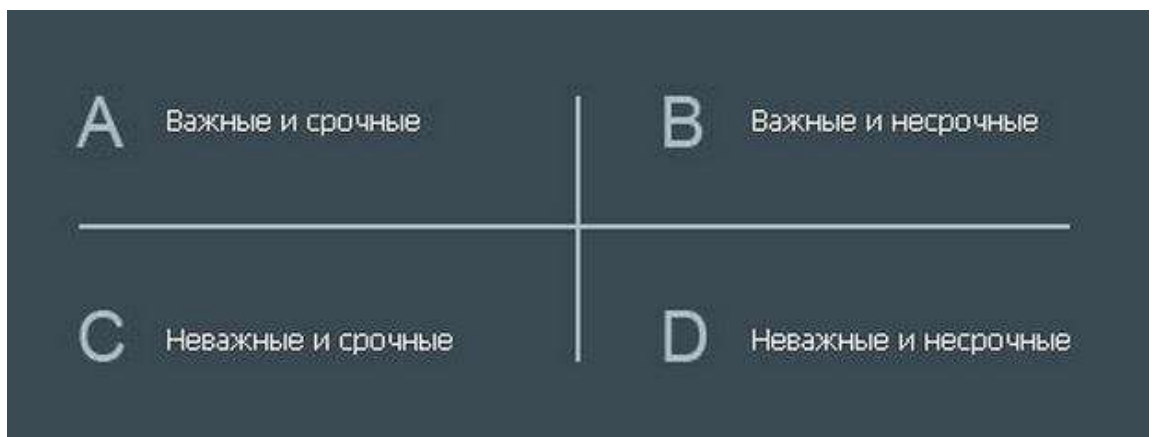 A Важные и срочные
B Важные и несрочные
C Неважные и срочные
D Неважные и несрочные